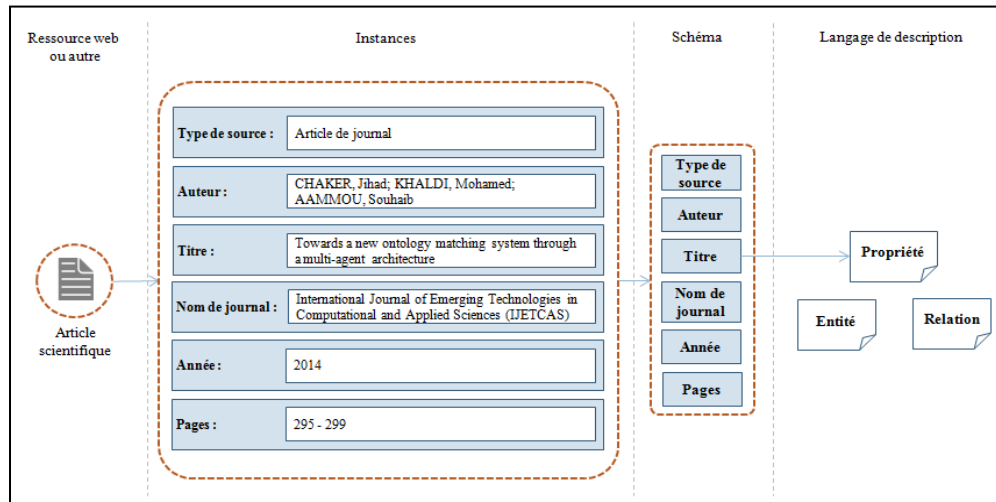 Ressource web
ou autre
Instances
Schéma
Langage de description
Article
scientifique
Type de source :
Article de journal
Auteur :
CHAKER, Jihad; KHALDI, Mohamed;
AAMMOU, Souhaib
Titre :
Towards a new ontology matching system through
a multi-agent architecture
Nom de journal :
International Journal of Emerging Technologies in
Computational and Applied Sciences (IJETCAS)
Année :
2014
Pages :
295 - 299
Type de
source
Auteur
Titre
Nom de
journal
Année
Pages
Propriété
Entité
Relation